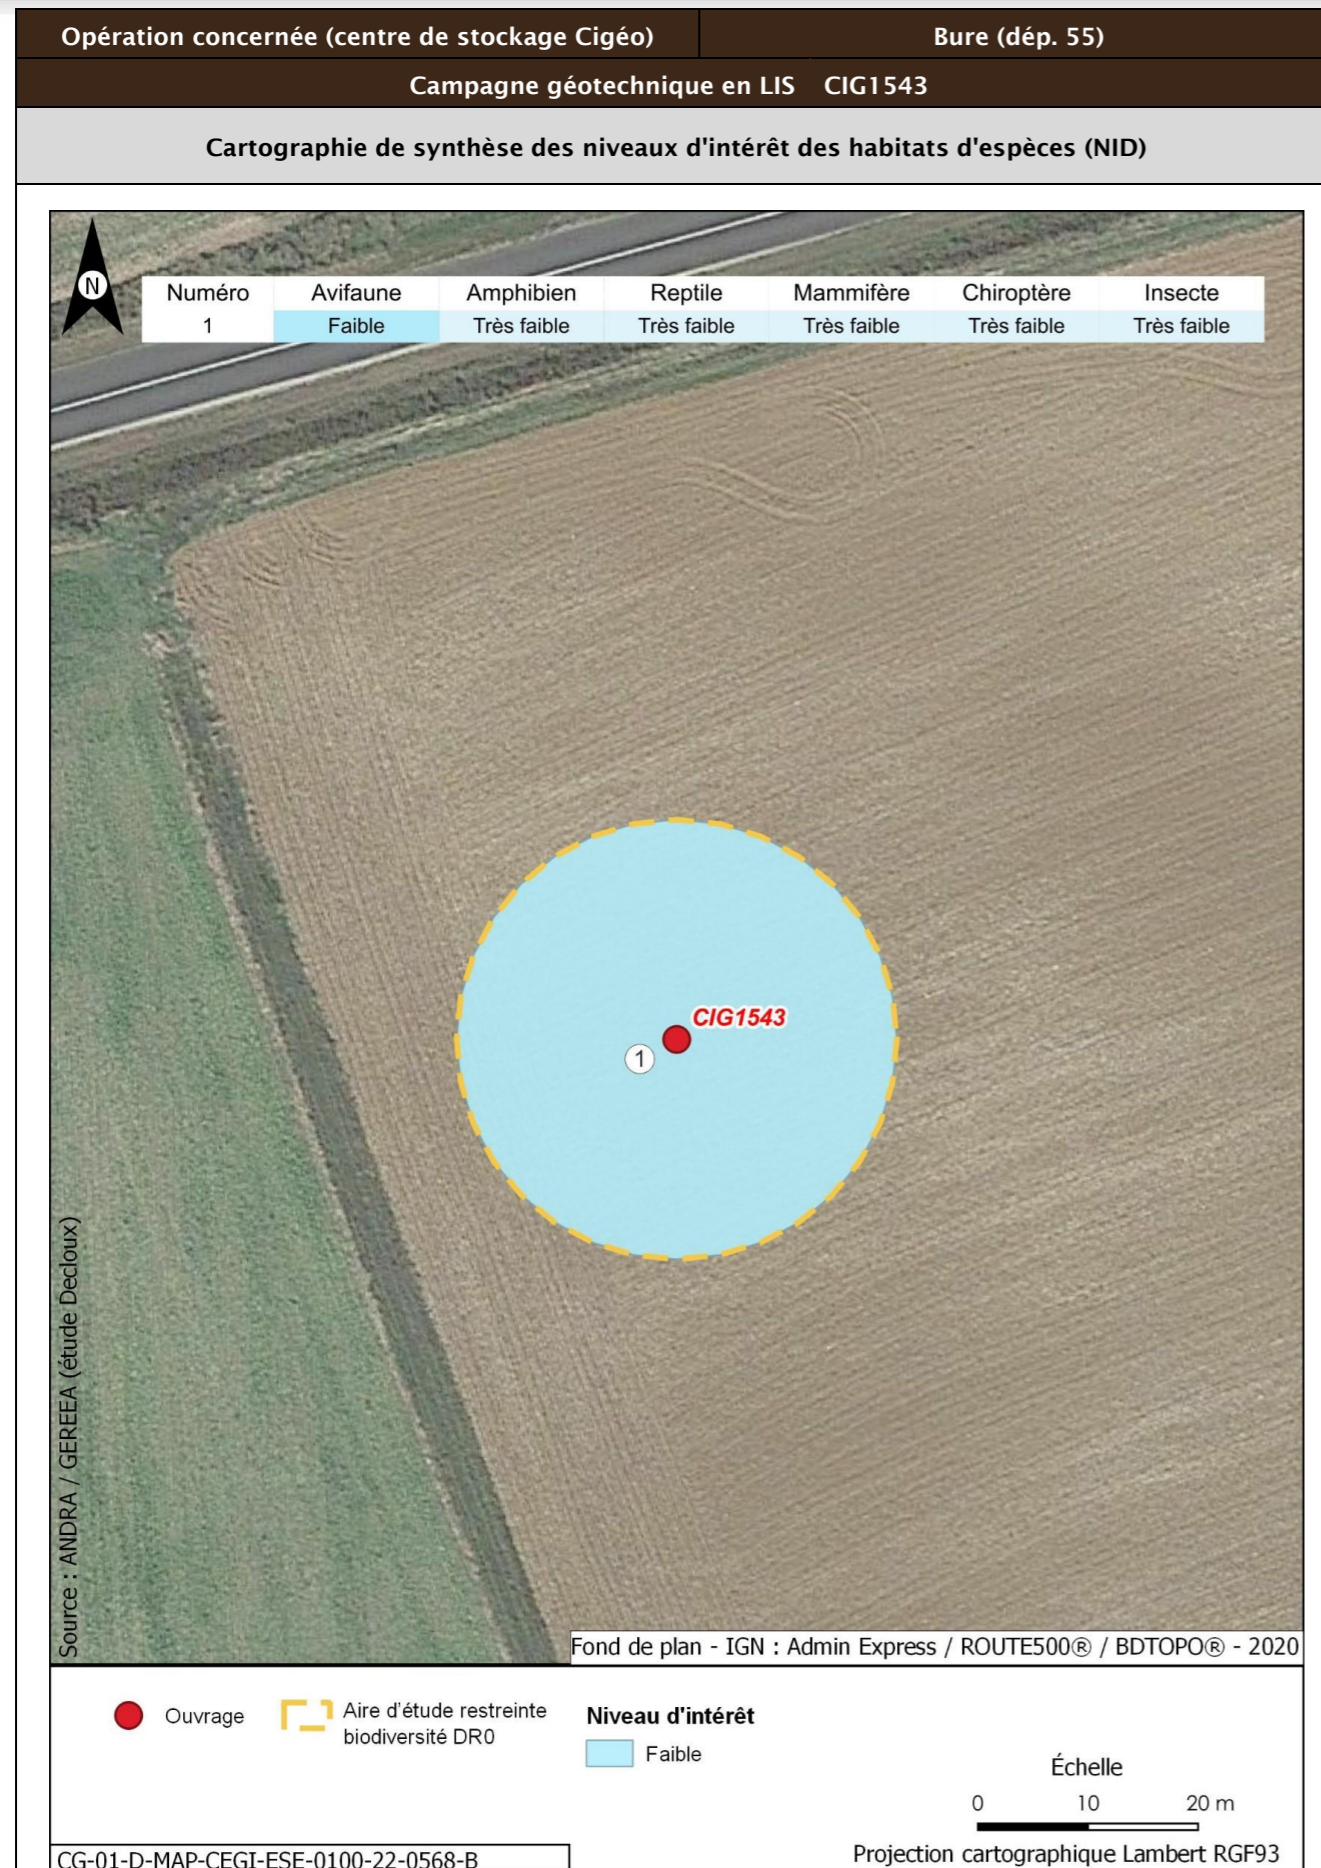 Opération concernée (centre de stockage Cigéo) Bure (dép. 55)
Campagne géotechnique en LIS CIG1543
Cartographie de synthèse des niveaux d'intérêt des habitats d'espèces (NID)
N
Numéro Avifaune Amphibien Reptile Mammifère Chiroptère Insecte
1 Faible Très faible Très faible Très faible Très faible Très faible
CIG1543
1
Source : ANDRA / GEREEA (étude Decloux)
Fond de plan - IGN : Admin Express / ROUTE500® / BDTOPO® - 2020
Ouvrage
Aire d'étude restreinte
biodiversité DR0
Niveau d'intérêt
Faible
Échelle
0 10 20 m
Projection cartographique Lambert RGF93
CG-01-D-MAP-CEGI-ESE-0100-22-0568-B